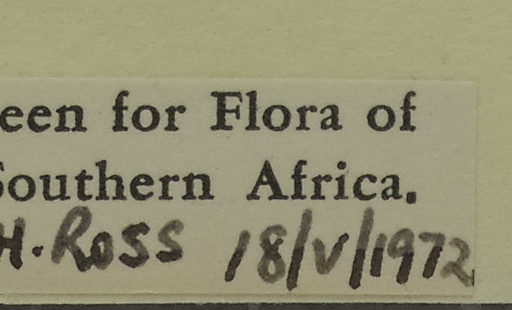 een for Flora of
Southern Africa.
H. Ross 18/V/1972